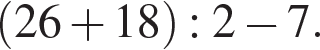 (26 + 18) : 2 − 7.